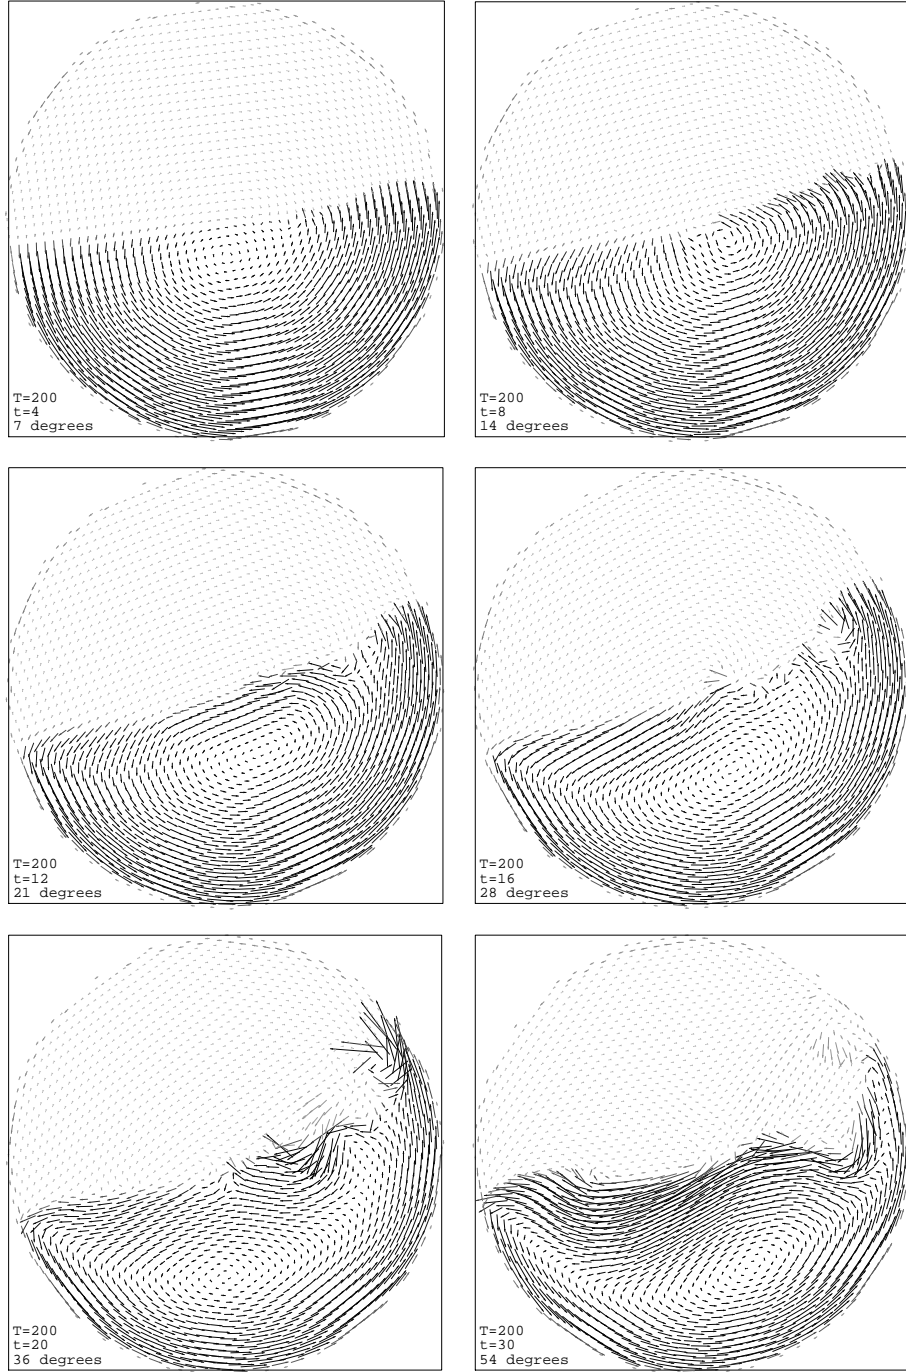 T=200
t=4
7 degrees
T=200
t=8
14 degrees
T=200
t=12
21 degrees
T=200
t=16
28 degrees
T=200
t=20
36 degrees
T=200
t=30
54 degrees